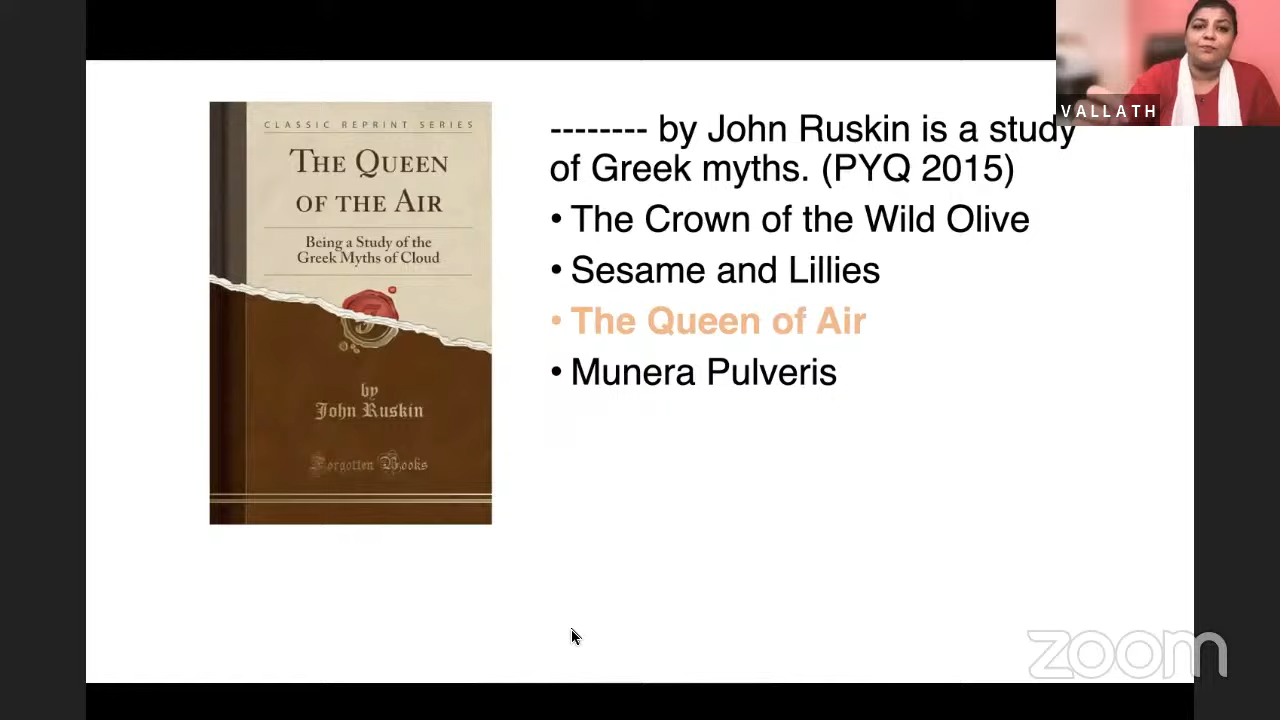 VALLATH
CLASSIC REPRINT SERIES
THE QUEEN
OF THE AIR
Being a Study of the
Greek Myths of Cloud
by
John Ruskin
Forgotten Books
-------- by John Ruskin is a study
of Greek myths. (PYQ 2015)
• The Crown of the Wild Olive
• Sesame and Lillies
• The Queen of Air
• Munera Pulveris
zoom